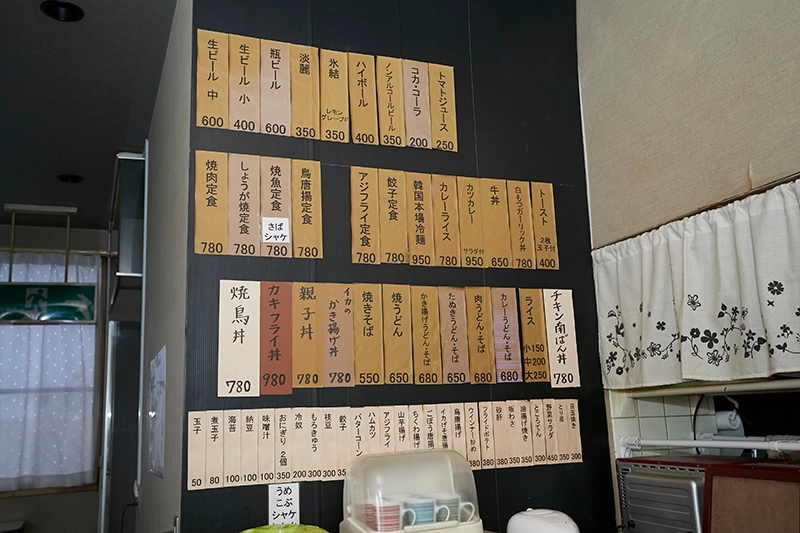 生ビール 中 600
生ビール 小 400
瓶ビール 600
淡麗 350
氷結 レモン グレープF 350
ハイボール 400
ノンアルコールビール 350
コカ・コーラ 200
トマトジュース 250
焼肉定食 780
しょうが焼定食 780
焼魚定食 さば シャケ 780
鳥唐揚定食 780
アジフライ定食 780
餃子定食 780
韓国本場冷麺 950
カレーライス 780
カツカレー サラダ付 950
牛丼 650
白もつガーリック丼 780
トースト 2枚 玉子付 400
焼鳥丼 780
カキフライ丼 980
親子丼 780
イカのかき揚げ丼 780
焼きそば 550
焼うどん 650
かき揚げうどん・そば 680
たぬきうどん・そば 650
肉うどん・そば 680
カレーうどん・そば 680
ライス 小150 中200 大250
チキン南ばん丼 780
玉子 50
煮玉子 80
海苔 100
納豆 100
味噌汁 100
おにぎり 2個 350
冷奴 200
もろきゅう 300
枝豆 300
餃子
バターコーン
ハムカツ
アジフライ
山芋揚げ
ちくわ揚げ
ごぼう唐揚
イカげそ唐揚
鳥唐揚げ
ウィンナー炒め 380
フライドポテト 380
砂肝 380
板わさ 350
油揚げ焼き 350
ところてん 300
野菜サラダ 450
とり皮 350
目玉焼き 300
うめ
こぶ
シャケ